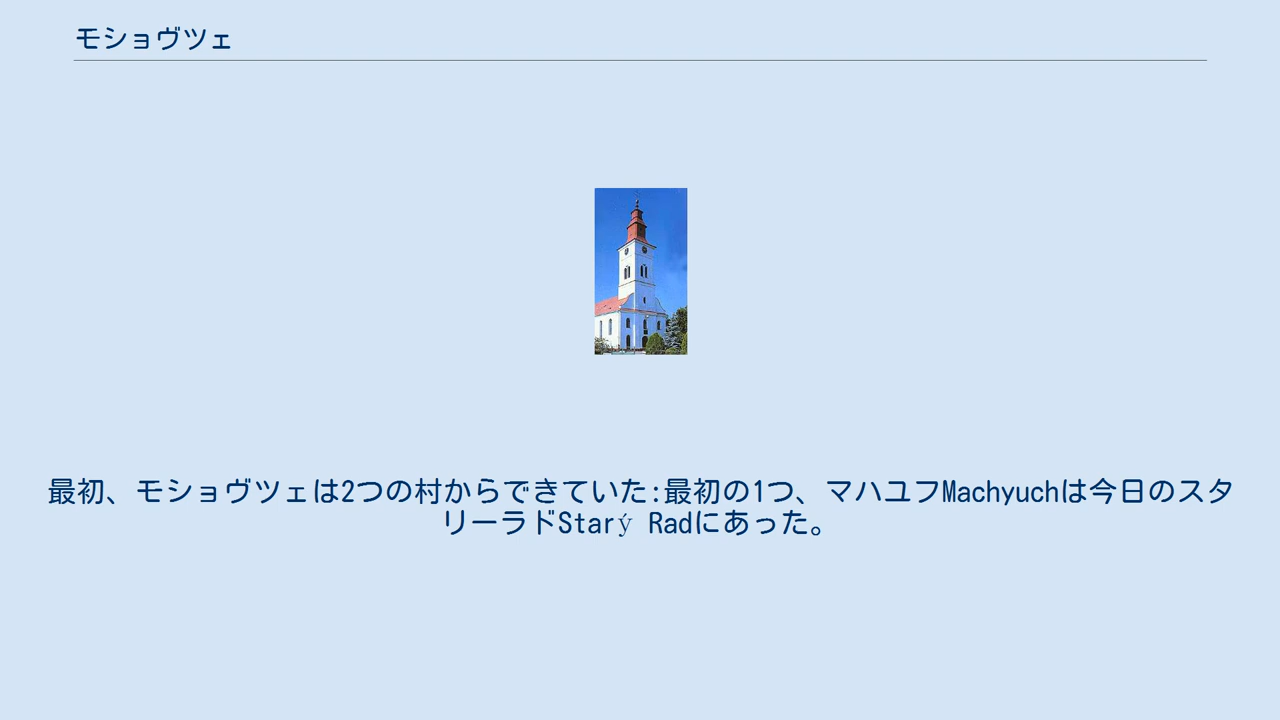 モショヴツェ
最初、モショヴツェは2つの村からできていた:最初の1つ、マハユフMachyuchは今日のスタ
リーラドStarý Radにあった。